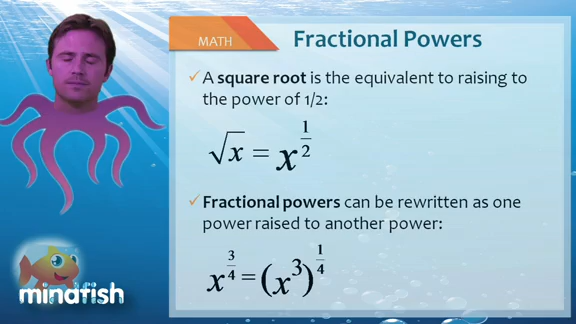 MATH
Fractional Powers
✓A square root is the equivalent to raising to
the power of 1/2:
√x = x^{1/2}
✓Fractional powers can be rewritten as one
power raised to another power:
x^{3/4} = (x^3)^{1/4}
mindfish